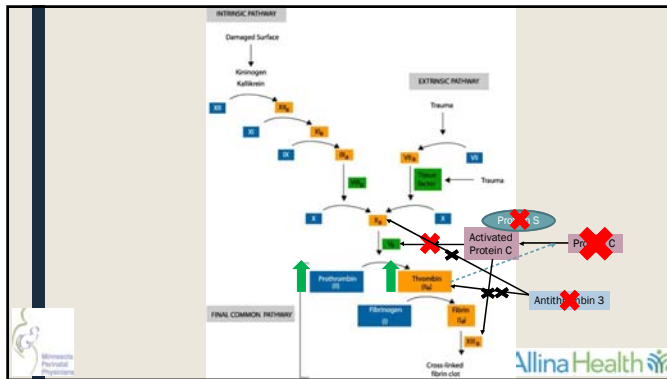 INTRINSIC PATHWAY
Damaged Surface
Kininogen
Kallikrein
EXTRINSIC PATHWAY
Trauma
XII
XIIa
XI
XIa
IX
IXa
VIIa
VII
VIIIa
Tissue
factor
Trauma
X
Xa
X
S
Activated
Protein C
C
Va
Prothrombin
(II)
Thrombin
(IIa)
3
FINAL COMMON PATHWAY
Fibrinogen
(I)
Fibrin
(Ia)
XIIIa
Cross-linked
fibrin clot
Minnesota
Perinatal
Physicians
Allina Health